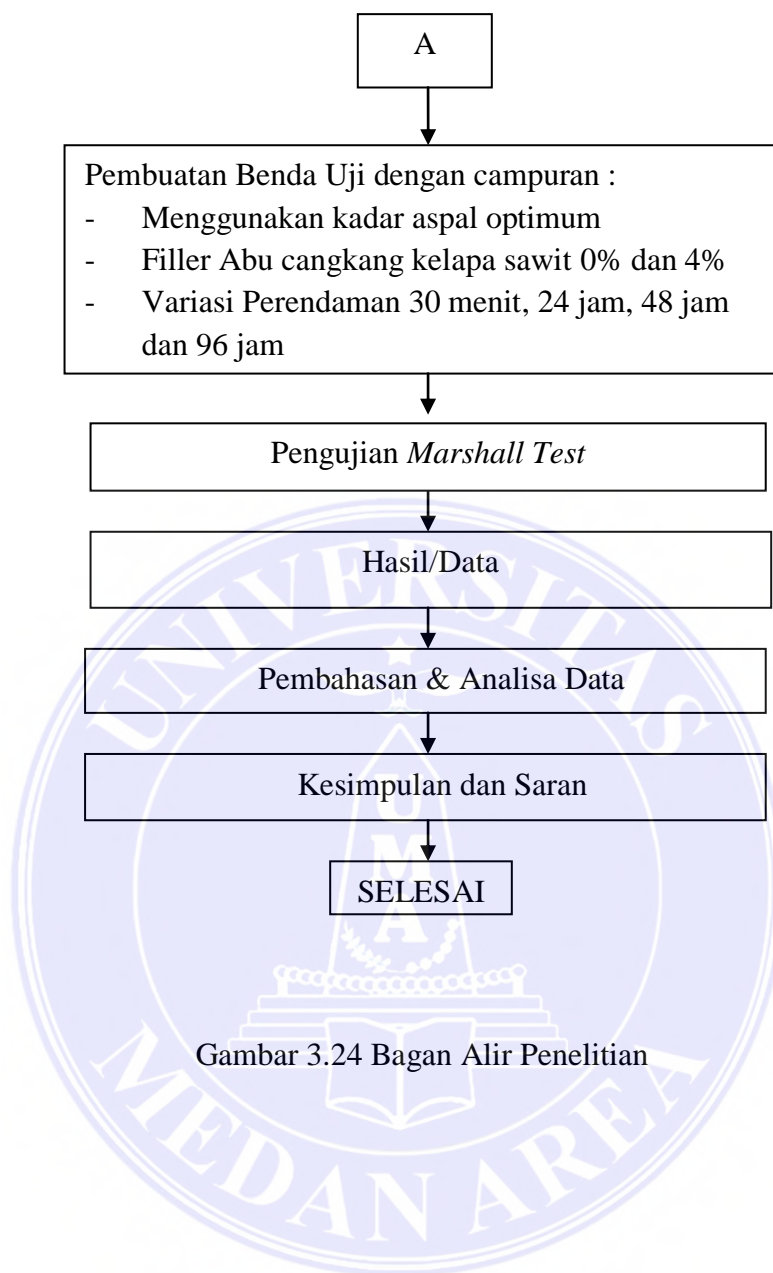 A
Pembuatan Benda Uji dengan campuran :
- Menggunakan kadar aspal optimum
- Filler Abu cangkang kelapa sawit 0% dan 4%
- Variasi Perendaman 30 menit, 24 jam, 48 jam
dan 96 jam
Pengujian Marshall Test
Hasil/Data
Pembahasan & Analisa Data
Kesimpulan dan Saran
SELESAI
Gambar 3.24 Bagan Alir Penelitian
UNIVERSITAS
UMA
MEDAN AREA